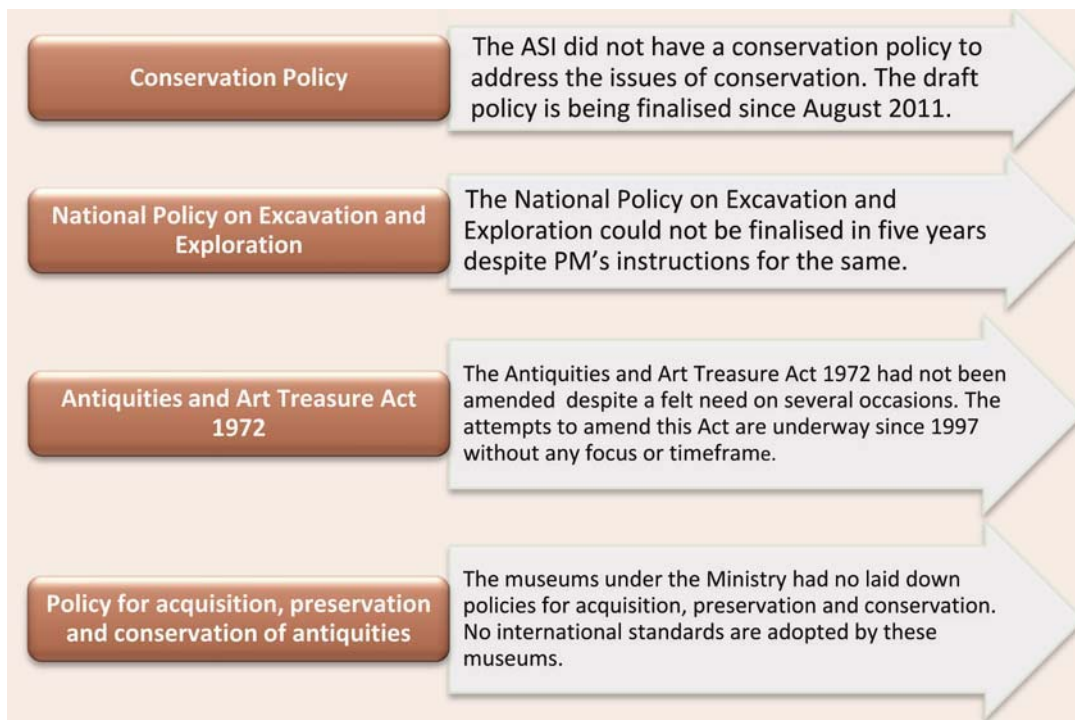 Conservation Policy
The ASI did not have a conservation policy to
address the issues of conservation. The draft
policy is being finalised since August 2011.
National Policy on Excavation and
Exploration
The National Policy on Excavation and
Exploration could not be finalised in five years
despite PM’s instructions for the same.
Antiquities and Art Treasure Act
1972
The Antiquities and Art Treasure Act 1972 had not been
amended despite a felt need on several occasions. The
attempts to amend this Act are underway since 1997
without any focus or timeframe.
Policy for acquisition, preservation
and conservation of antiquities
The museums under the Ministry had no laid down
policies for acquisition, preservation and conservation.
No international standards are adopted by these
museums.